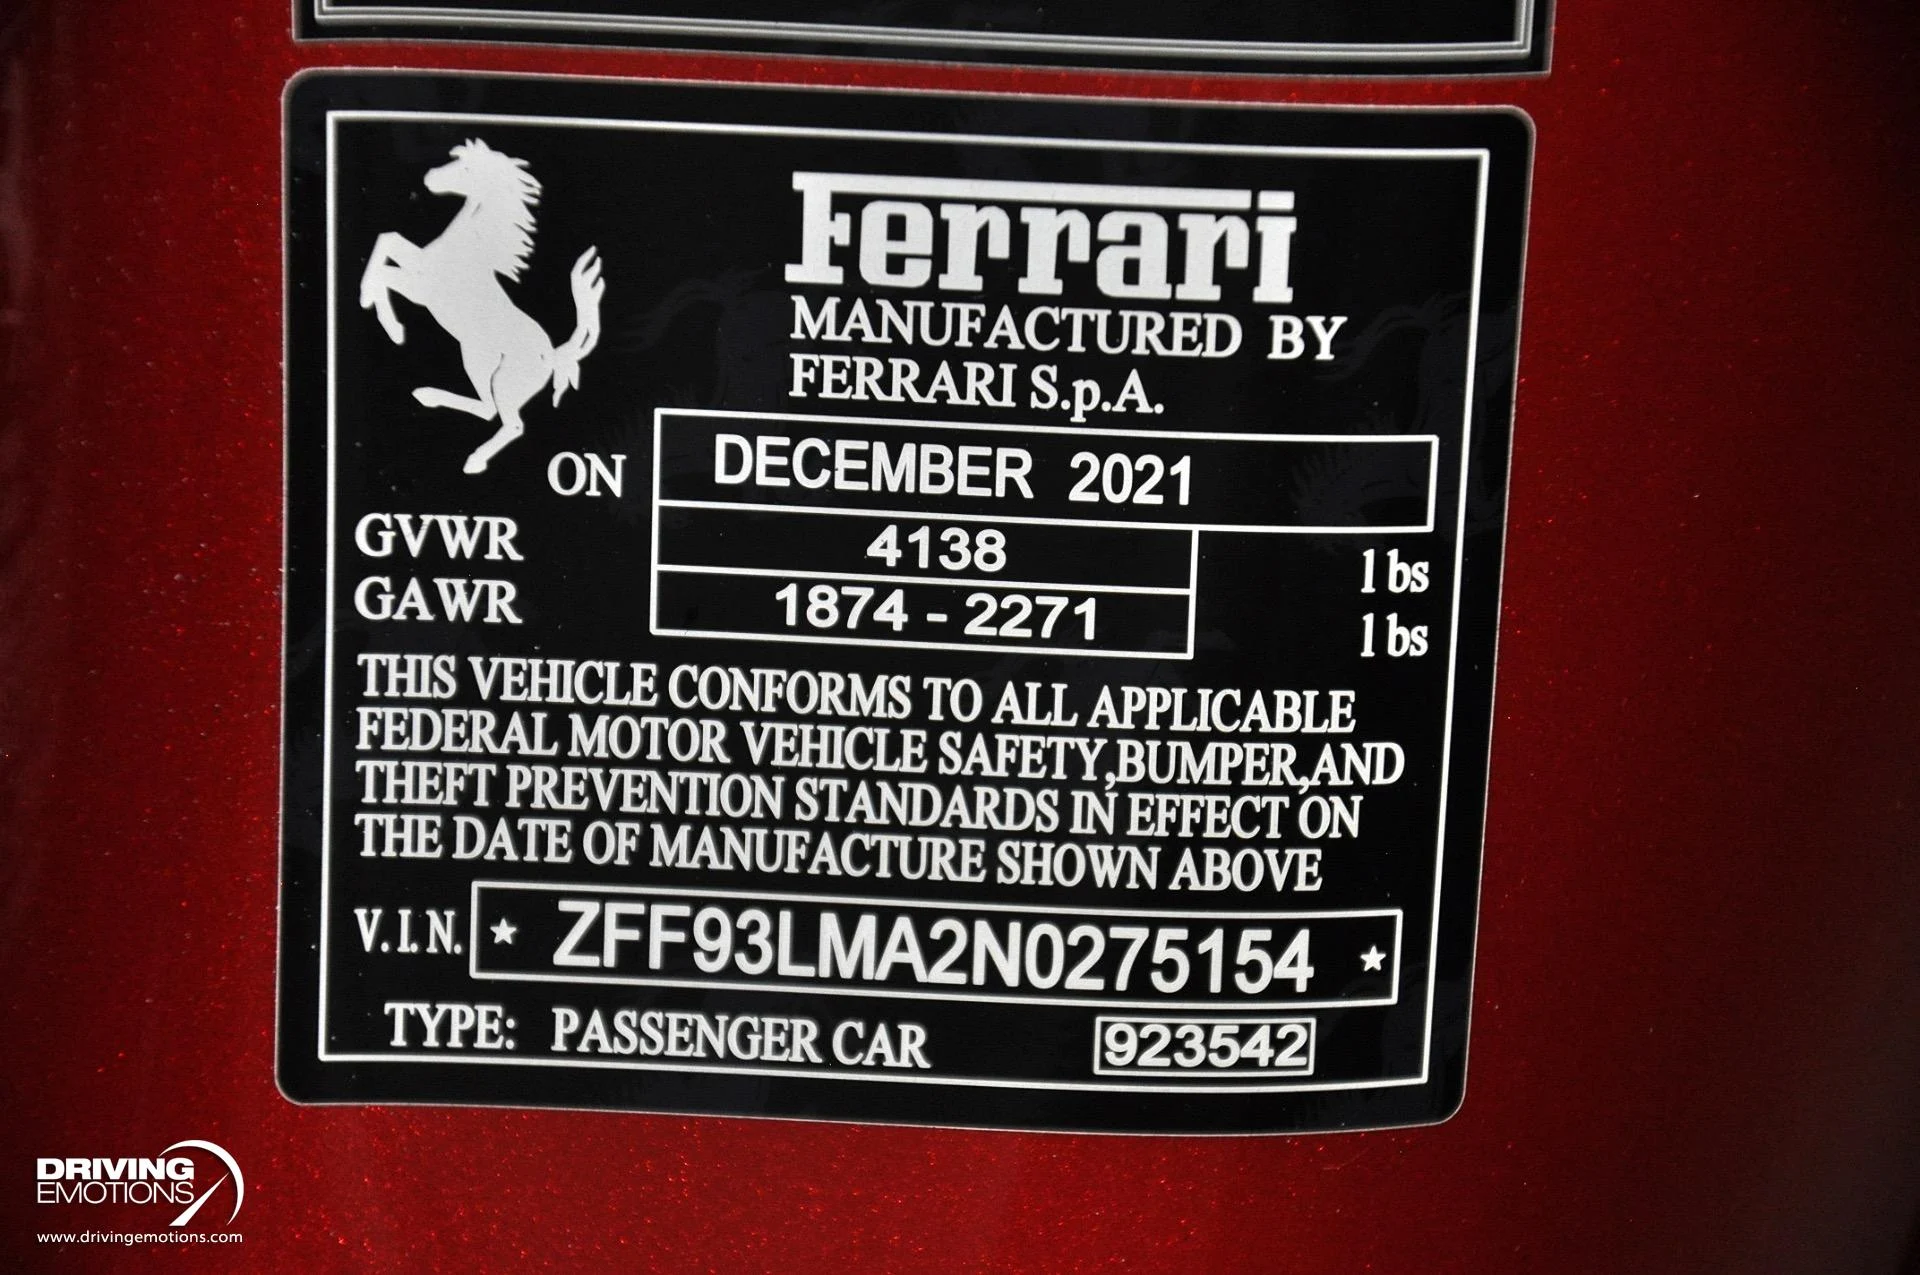 Ferrari
MANUFACTURED BY
FERRARI S.p.A.
ON DECEMBER 2021
GVWR 4138 lbs
GAWR 1874 - 2271 lbs
THIS VEHICLE CONFORMS TO ALL APPLICABLE
FEDERAL MOTOR VEHICLE SAFETY,BUMPER,AND
THEFT PREVENTION STANDARDS IN EFFECT ON
THE DATE OF MANUFACTURE SHOWN ABOVE
V.I.N. ★ ZFF93LMA2N0275154 ★
TYPE: PASSENGER CAR 923542
DRIVING
EMOTIONS
www.drivingemotions.com